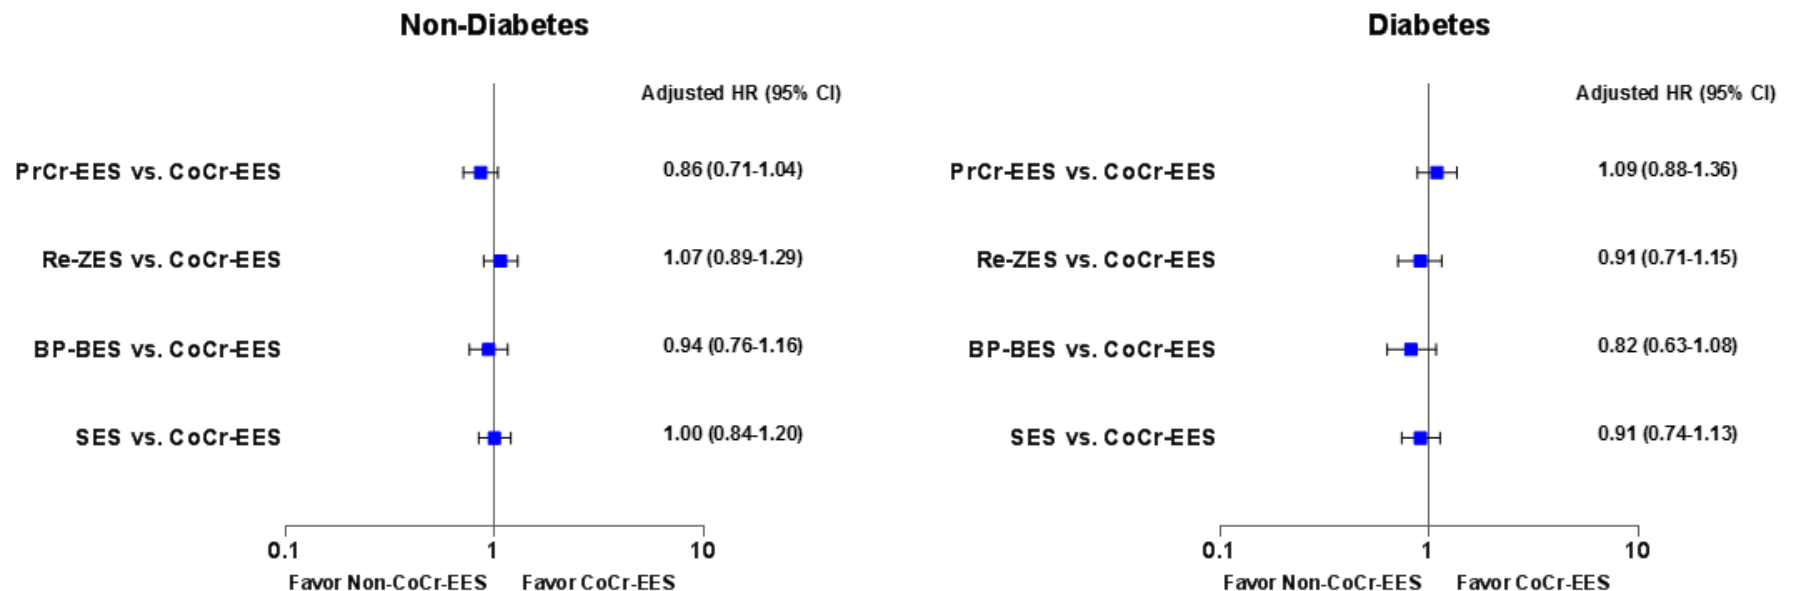 Non-Diabetes
Adjusted HR (95% CI)
PrCr-EES vs. CoCr-EES
0.86 (0.71-1.04)
Re-ZES vs. CoCr-EES
1.07 (0.89-1.29)
BP-BES vs. CoCr-EES
0.94 (0.76-1.16)
SES vs. CoCr-EES
1.00 (0.84-1.20)
0.1 1 10
Favor Non-CoCr-EES Favor CoCr-EES
Diabetes
Adjusted HR (95% CI)
PrCr-EES vs. CoCr-EES
1.09 (0.88-1.36)
Re-ZES vs. CoCr-EES
0.91 (0.71-1.15)
BP-BES vs. CoCr-EES
0.82 (0.63-1.08)
SES vs. CoCr-EES
0.91 (0.74-1.13)
0.1 1 10
Favor Non-CoCr-EES Favor CoCr-EES